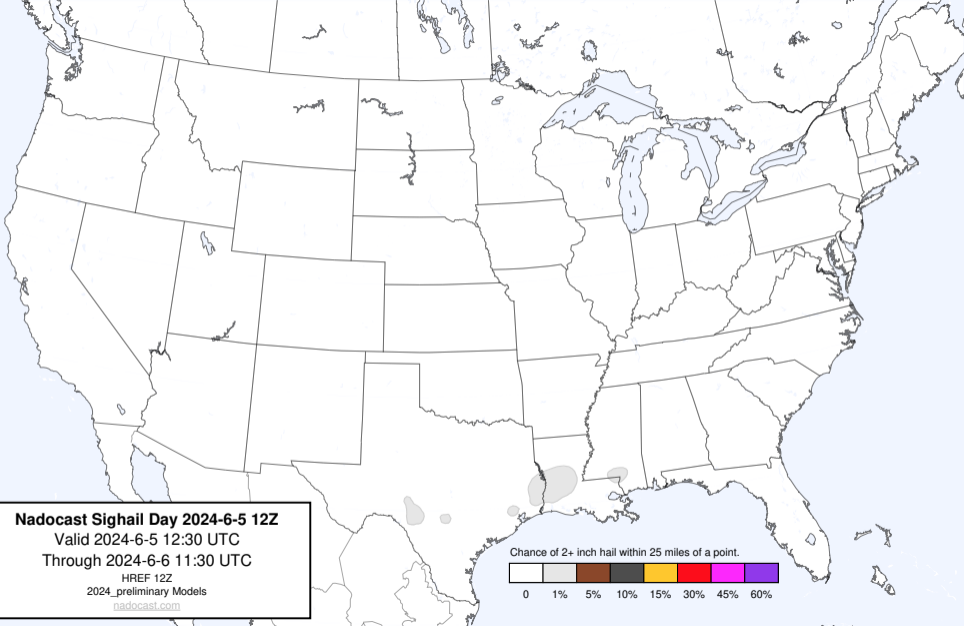 Nadocast Sighail Day 2024-6-5 12Z
Valid 2024-6-5 12:30 UTC
Through 2024-6-6 11:30 UTC
HREF 12Z
2024_preliminary Models
nadocast.com
Chance of 2+ inch hail within 25 miles of a point.
0 1% 5% 10% 15% 30% 45% 60%